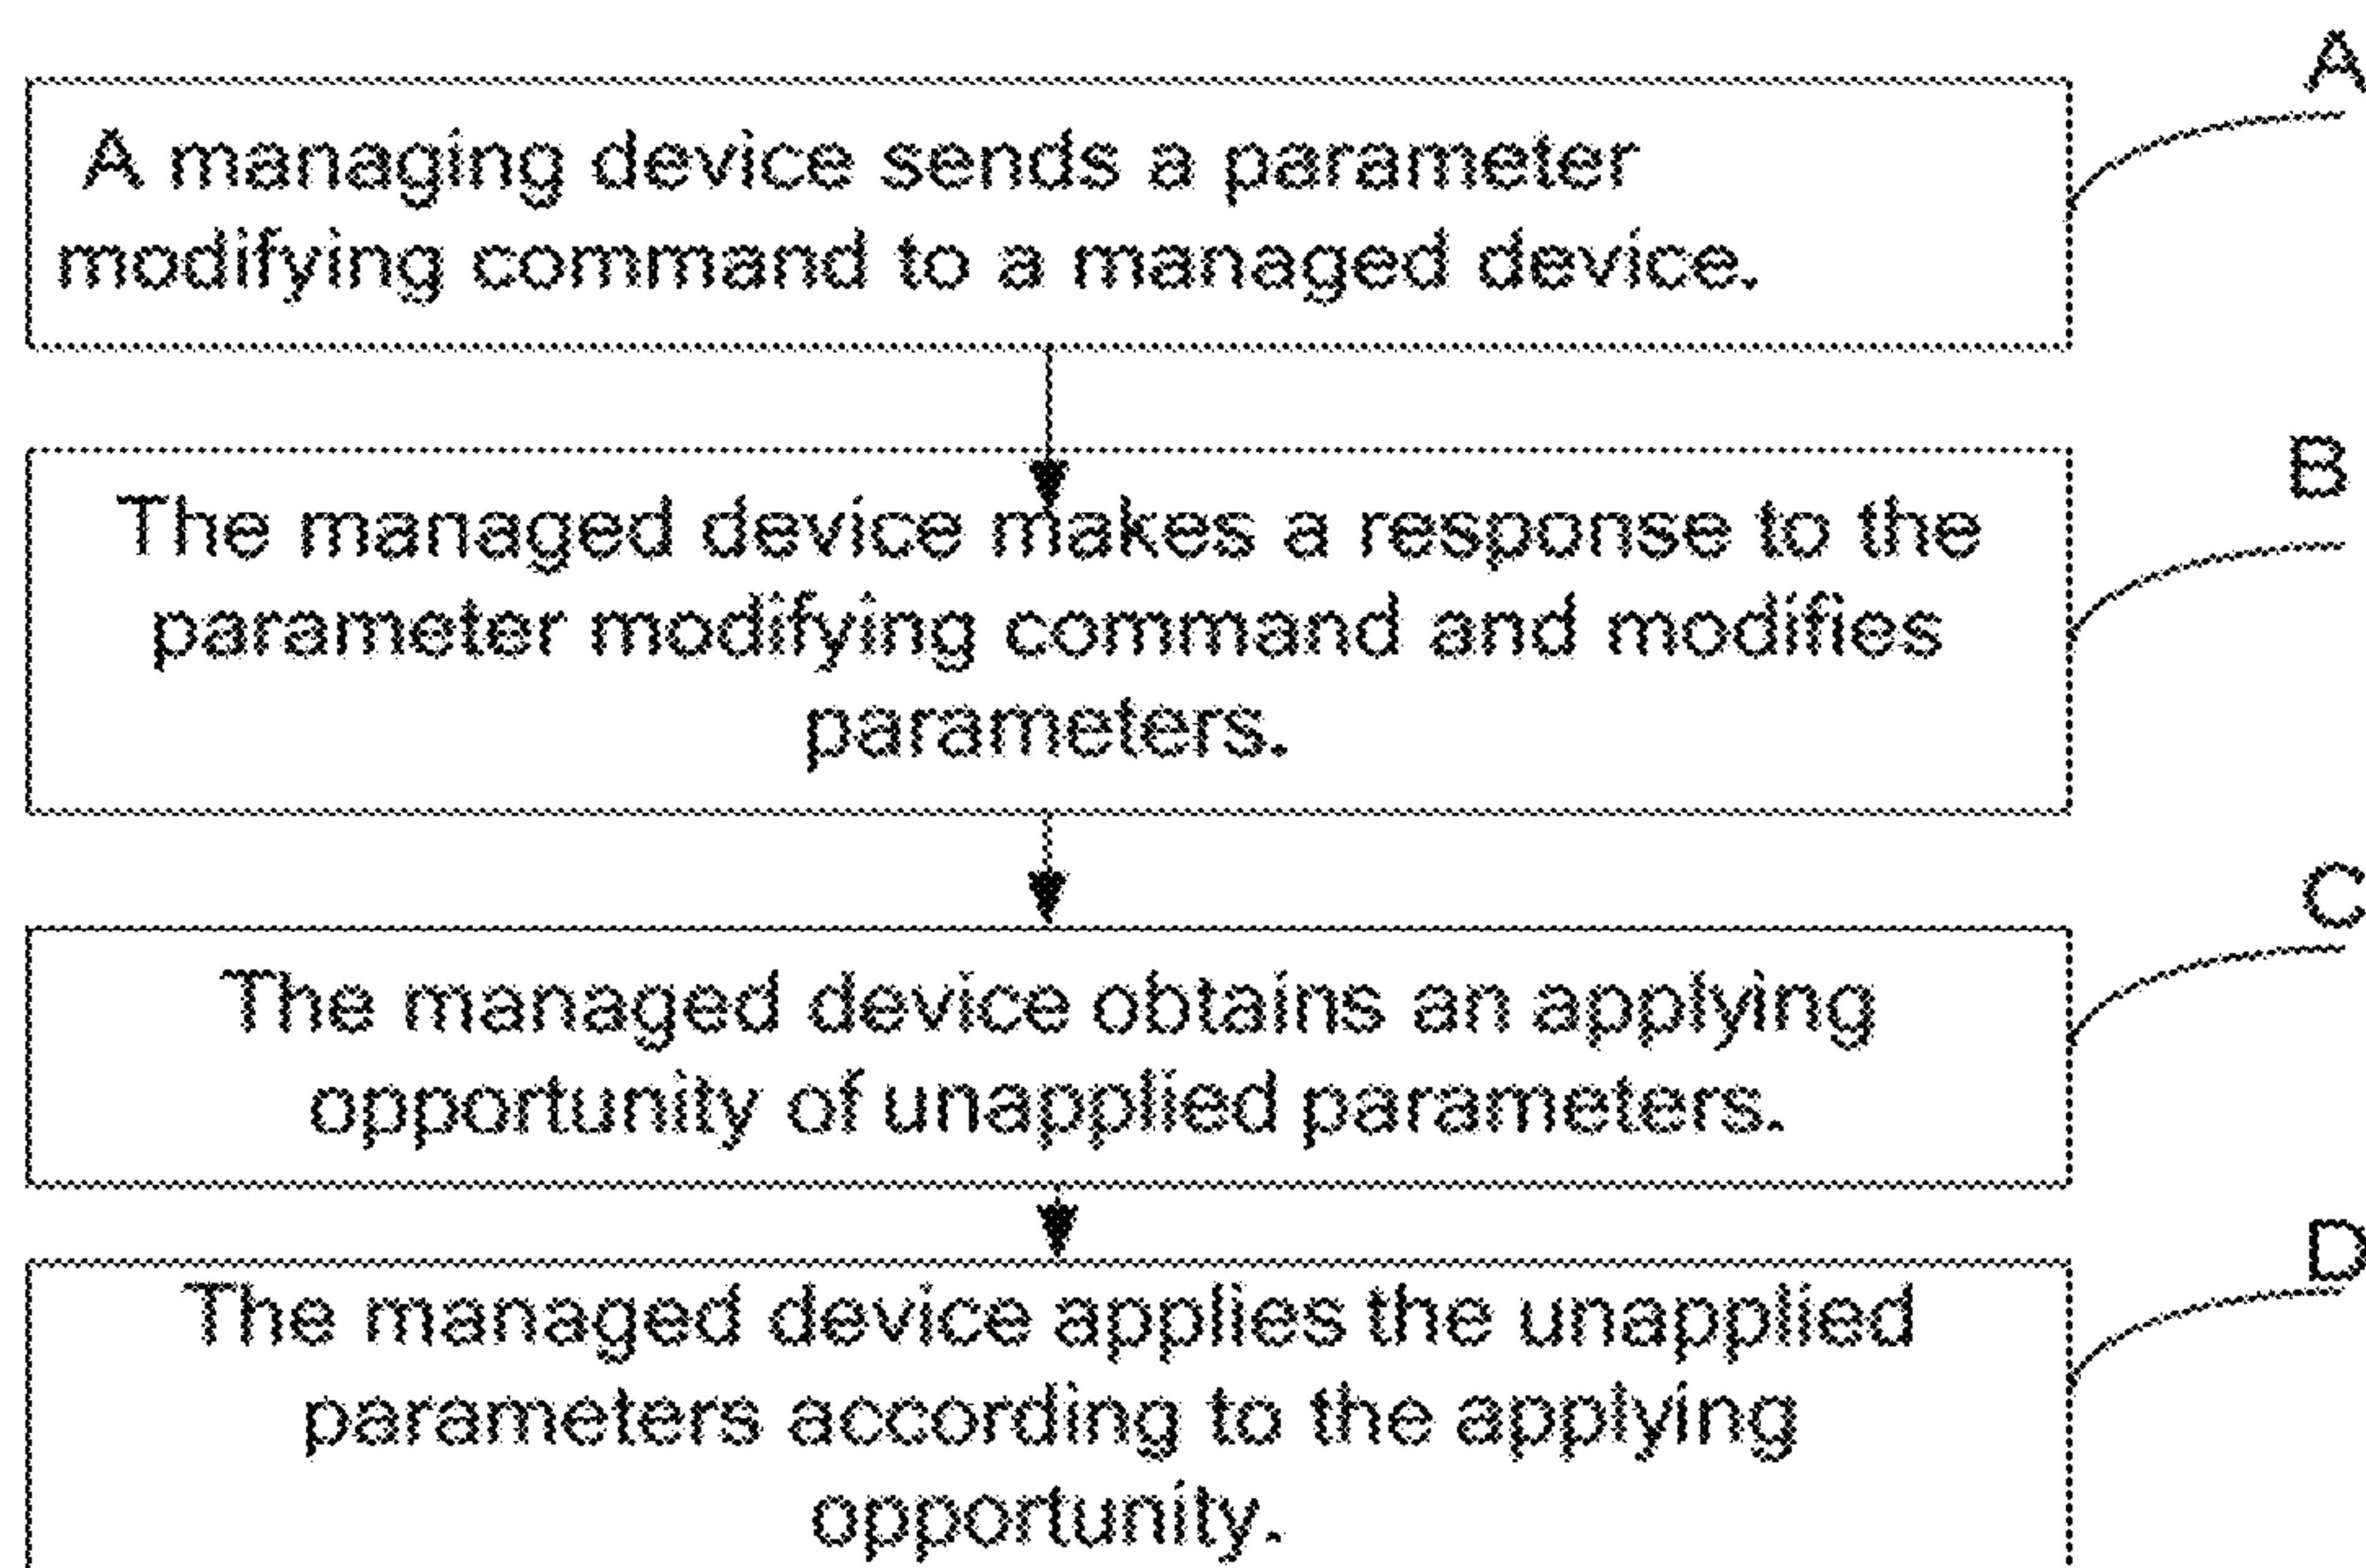 A
A managing device sends a parameter
modifying command to a managed device.
B
The managed device makes a response to the
parameter modifying command and modifies
parameters.
C
The managed device obtains an applying
opportunity of unapplied parameters.
D
The managed device applies the unapplied
parameters according to the applying
opportunity.